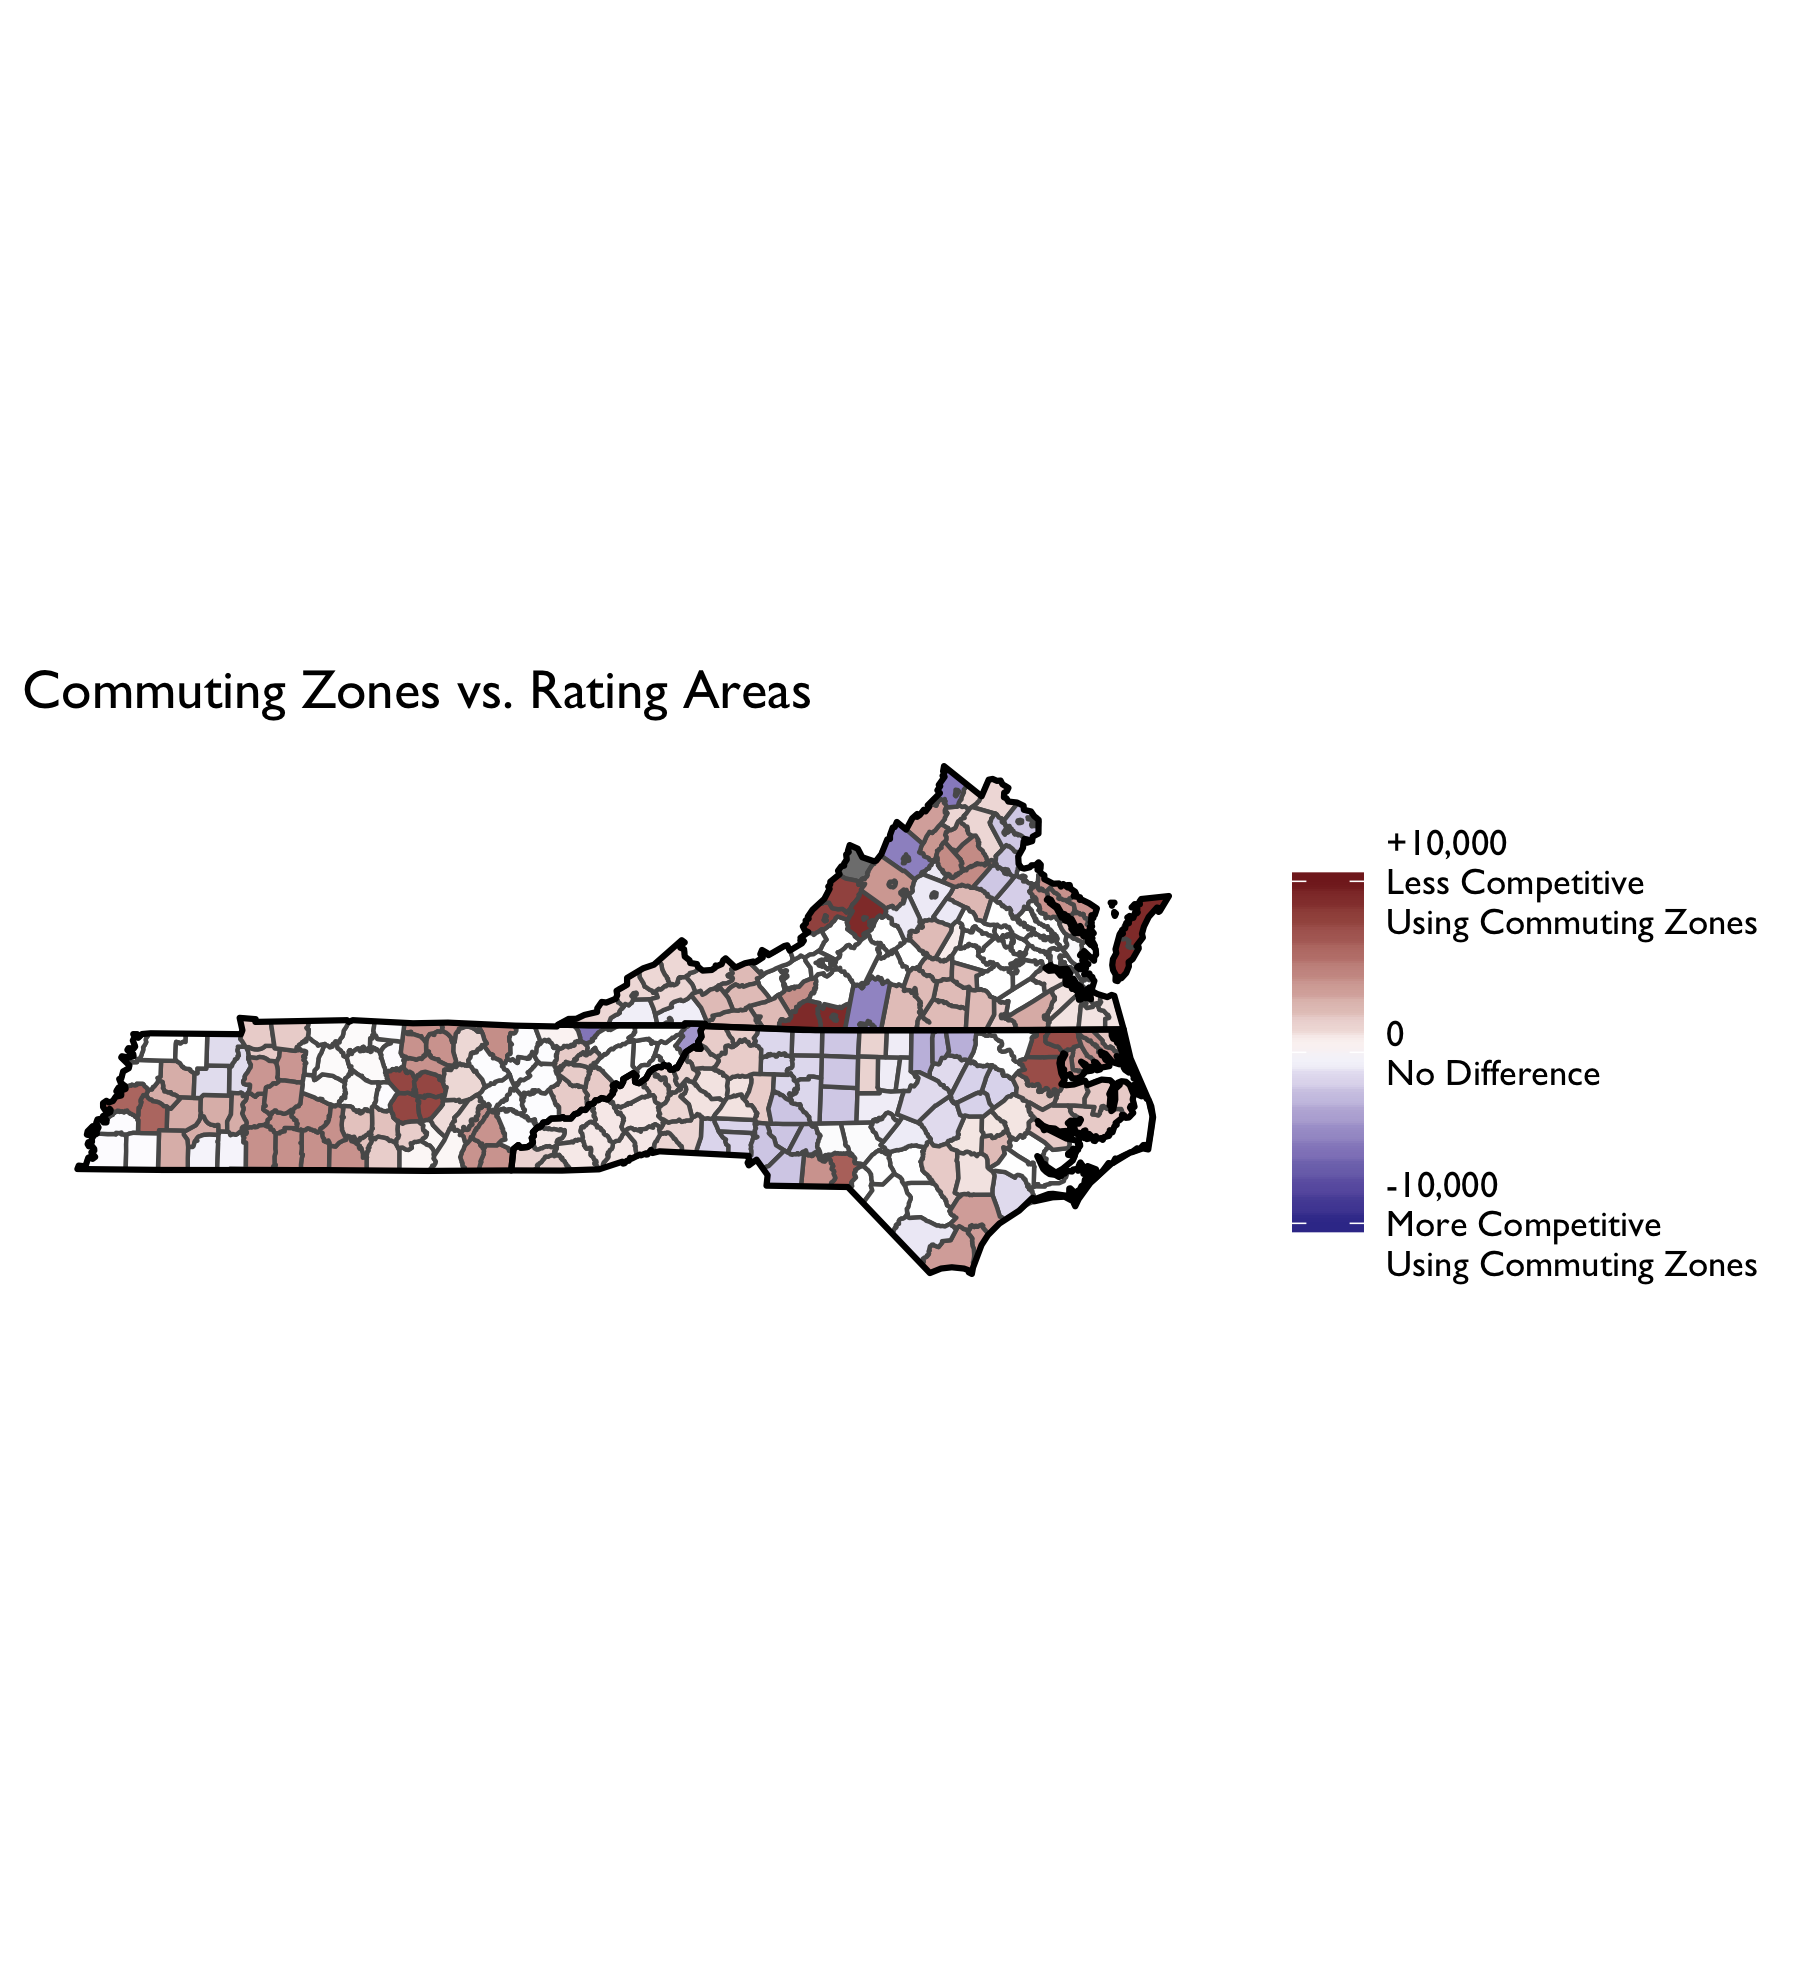 Commuting Zones vs. Rating Areas
+10,000
Less Competitive
Using Commuting Zones
0
No Difference
-10,000
More Competitive
Using Commuting Zones